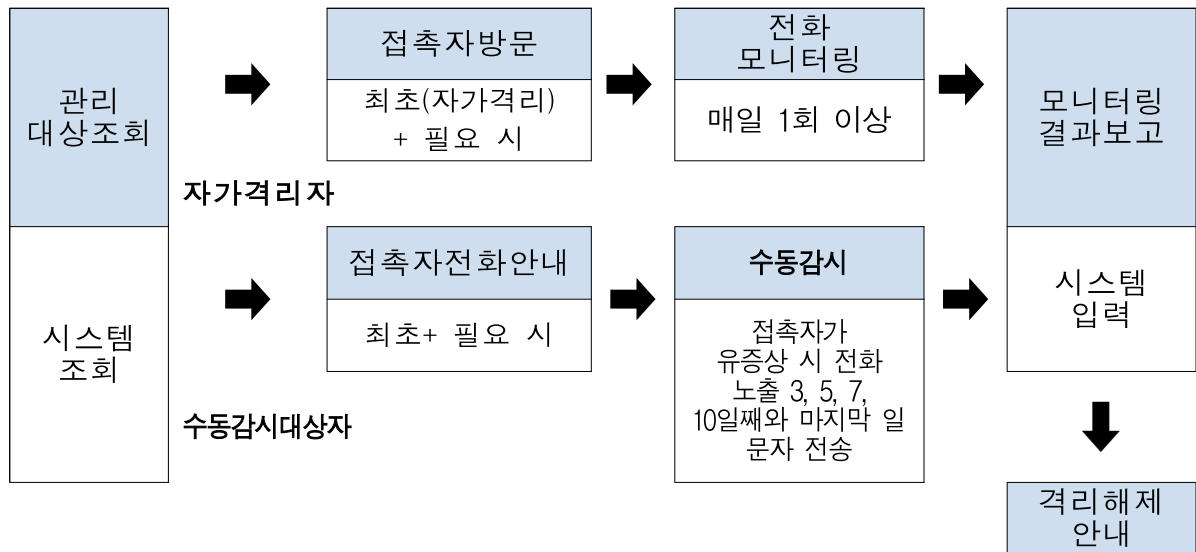 관리
대상조회
시스템
조회
접촉자방문
최초(자가격리)
+ 필요 시
전화
모니터링
매일 1회 이상
자가격리자
접촉자전화안내
최초+ 필요 시
수동감시
접촉자가
유증상 시 전화
노출 3, 5, 7,
10일째와 마지막 일
문자 전송
수동감시대상자
모니터링
결과보고
시스템
입력
격리해제
안내